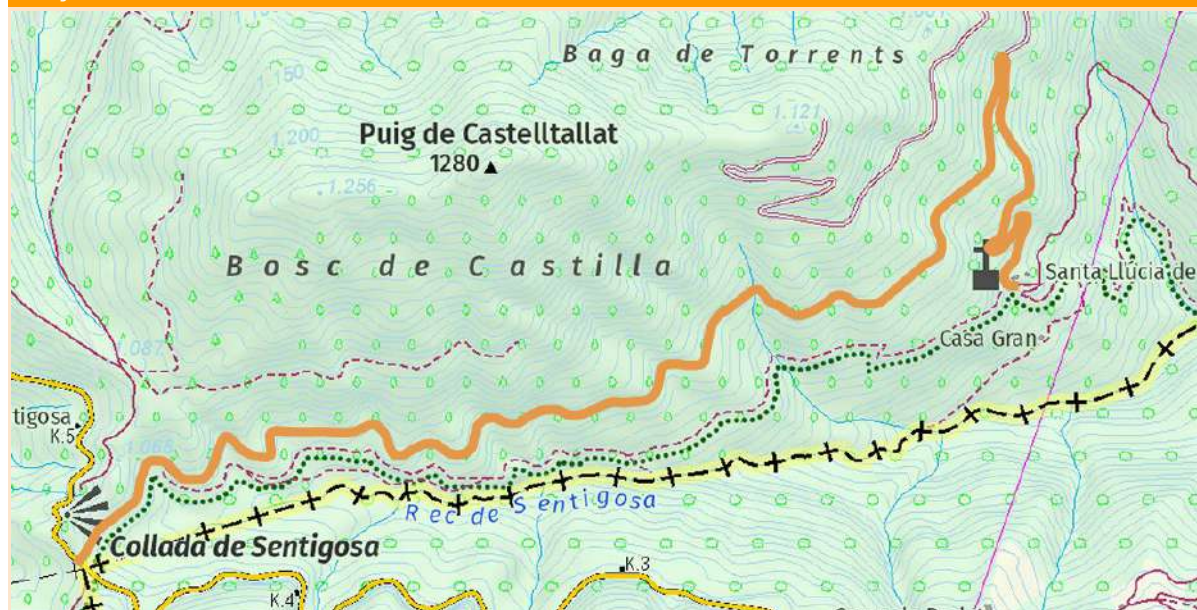 Baga de Torrents
1.150
1.121
1.200
Puig de Castelltallat
1280
1.256
Bosc de Castilla
Santa Llúcia de
Casa Gran
1.087
tigosa
K.5
1.065
Rec de Sentigosa
Collada de Sentigosa
K.3
K.4